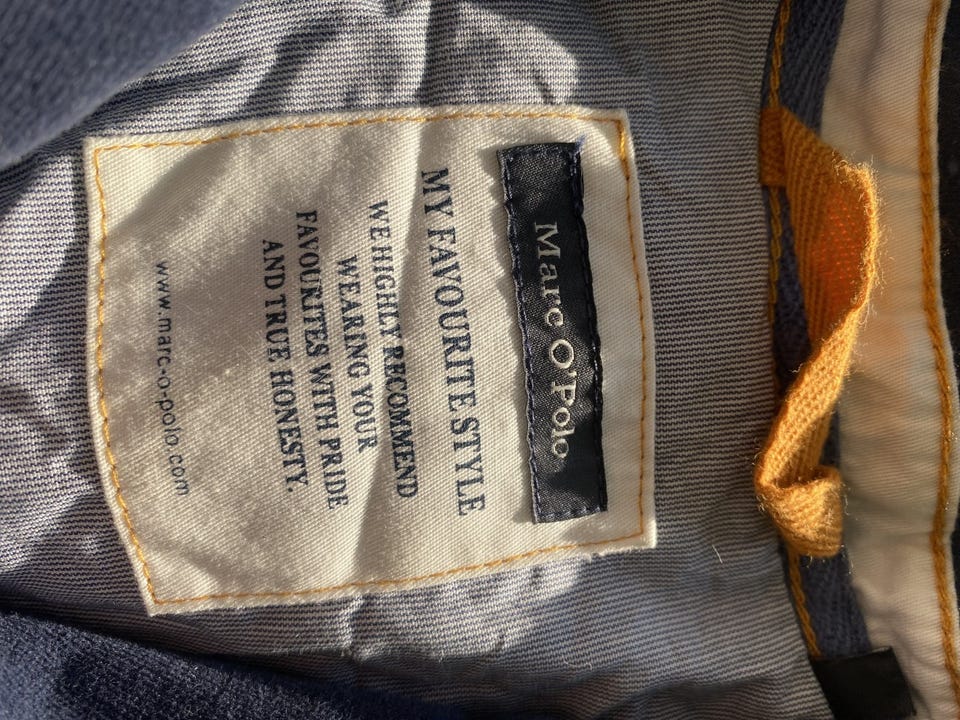 Marc O'Polo
MY FAVOURITE STYLE
WE HIGHLY RECOMMEND
WEARING YOUR
FAVOURITES WITH PRIDE
AND TRUE HONESTY.
www.marc-o-polo.com